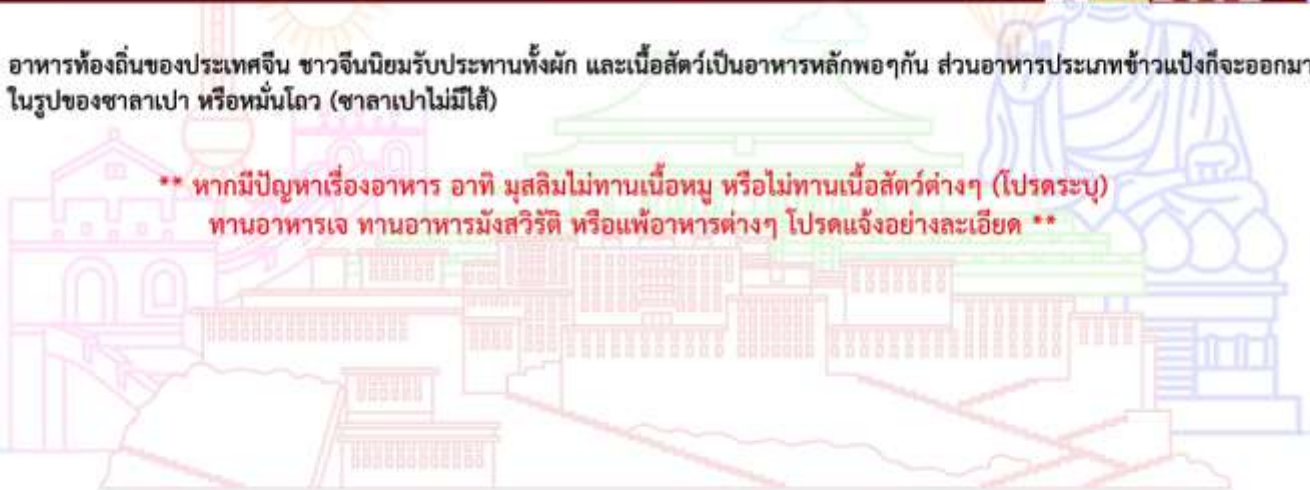 อาหารท้องถิ่นของประเทศจีน ชาวจีนนิยมรับประทานทั้งผัก และเนื้อสัตว์เป็นอาหารหลักพอๆกัน ส่วนอาหารประเภทข้าวแป้งก็จะออกมา
ในรูปของซาลาเปา หรือหมั่นโถว (ซาลาเปาไม่มีไส้)
** หากมีปัญหาเรื่องอาหาร อาทิ มุสลิมไม่ทานเนื้อหมู หรือไม่ทานเนื้อสัตว์ต่างๆ (โปรดระบุ)
ทานอาหารเจ ทานอาหารมังสวิรัติ หรือแพ้อาหารต่างๆ โปรดแจ้งอย่างละเอียด **